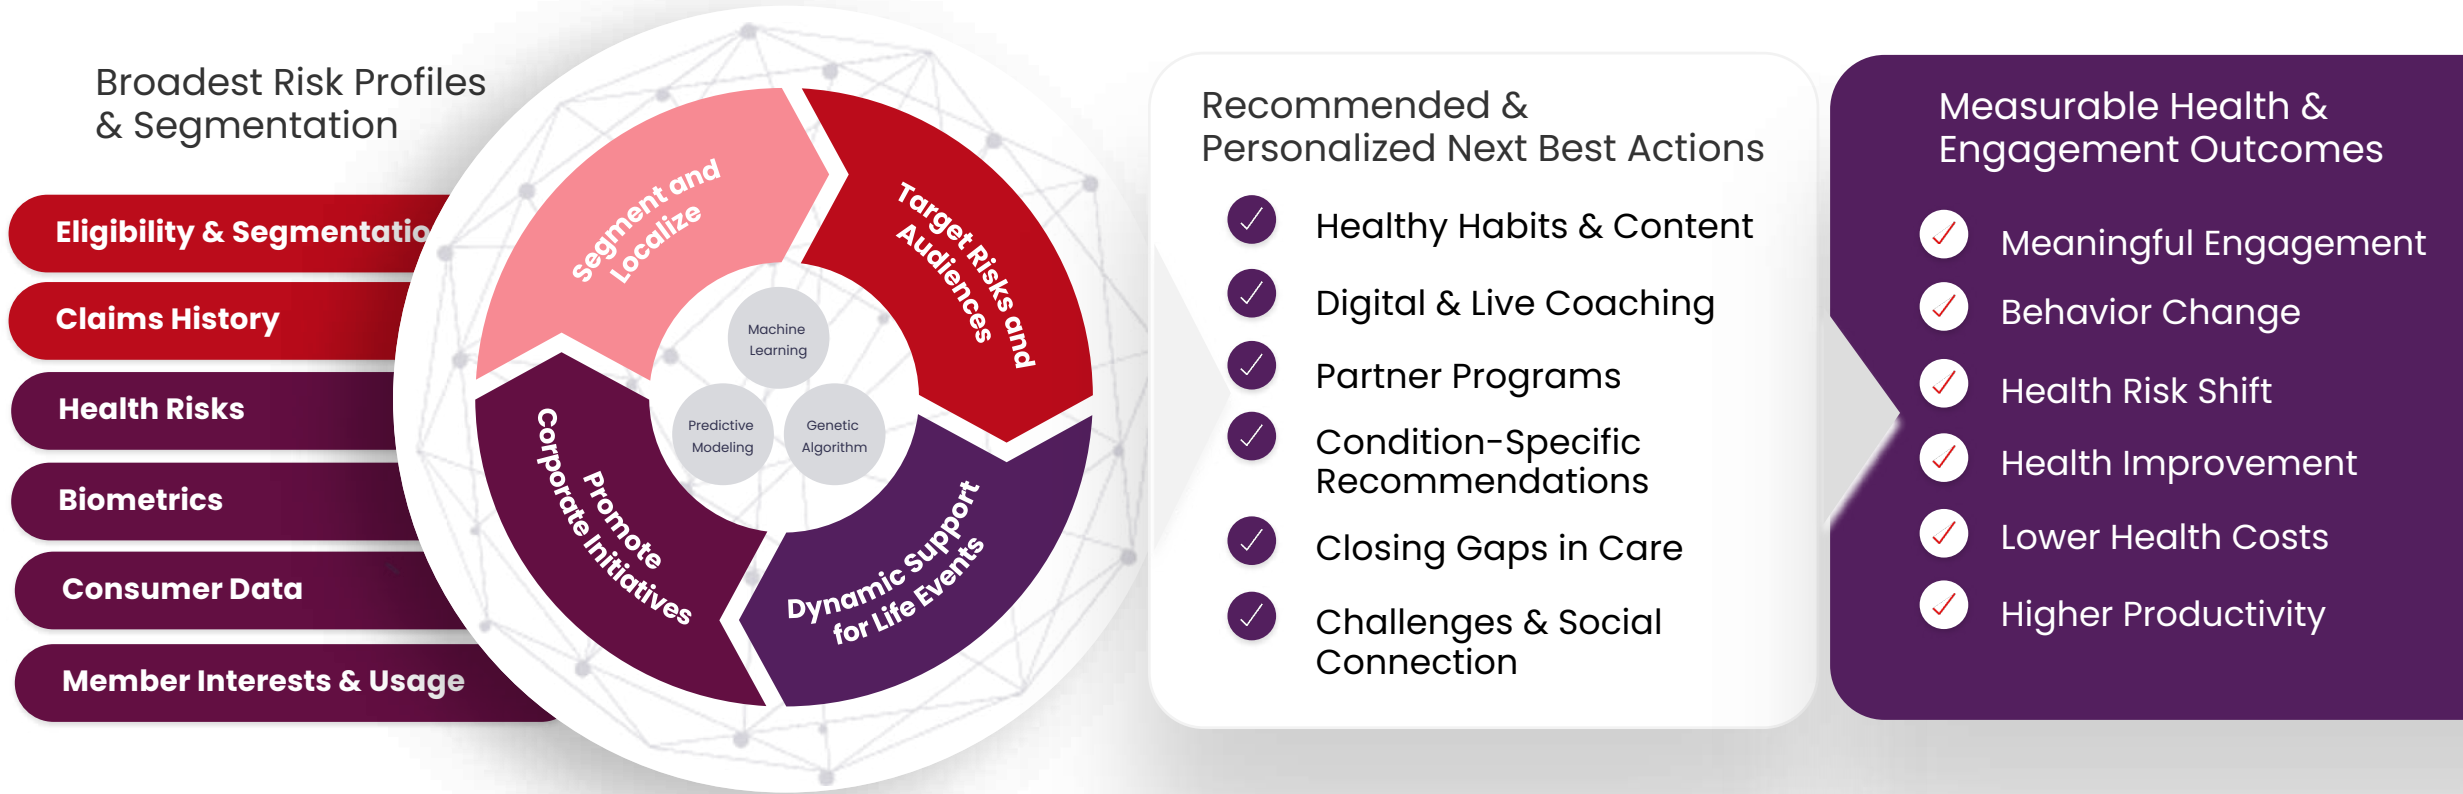 Broadest Risk Profiles
& Segmentation
Eligibility & Segmentatio
Claims History
Health Risks
Biometrics
Consumer Data
Member Interests & Usage
Segment and
Localize
Target Risks and
Audiences
Machine
Learning
Predictive
Modeling
Genetic
Algorithm
Promote
Corporate Initiatives
Dynamic Support
for Life Events
Recommended &
Personalized Next Best Actions
Healthy Habits & Content
Digital & Live Coaching
Partner Programs
Condition-Specific
Recommendations
Closing Gaps in Care
Challenges & Social
Connection
Measurable Health &
Engagement Outcomes
Meaningful Engagement
Behavior Change
Health Risk Shift
Health Improvement
Lower Health Costs
Higher Productivity